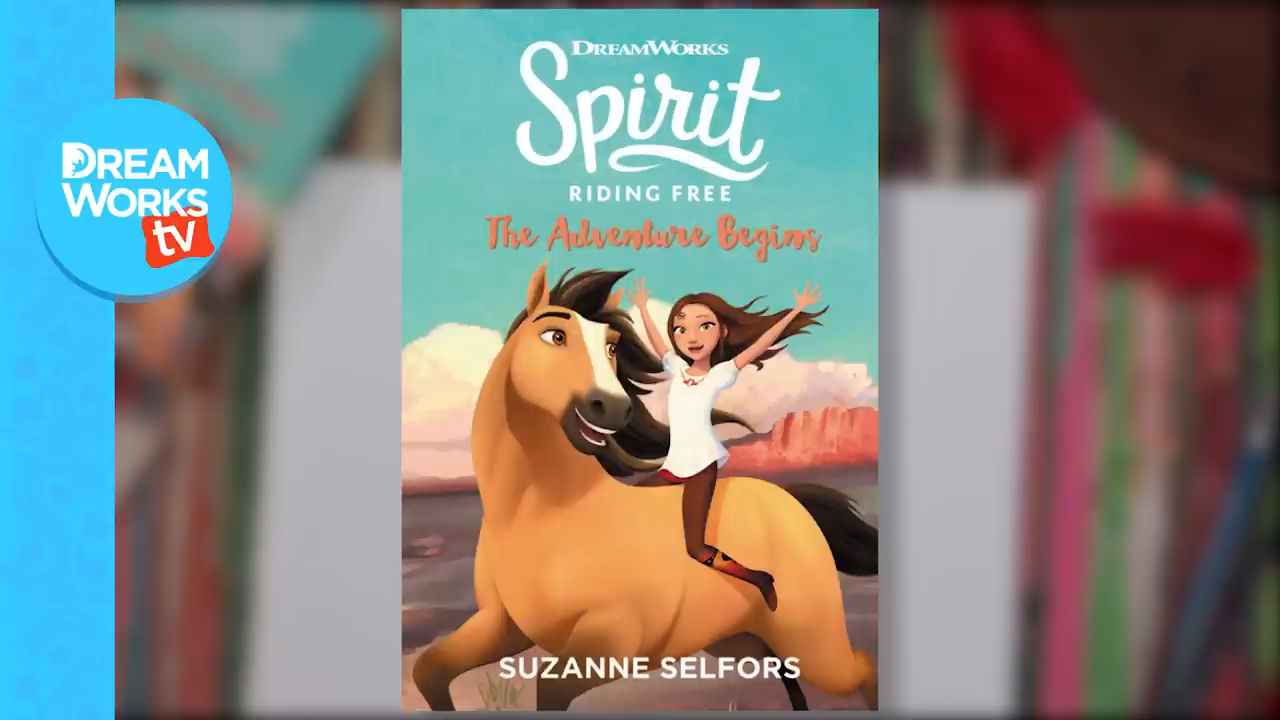 DREAM
WORKS
tv
DREAMWORKS
Spirit
RIDING FREE
The Adventure Begins
SUZANNE SELFORS